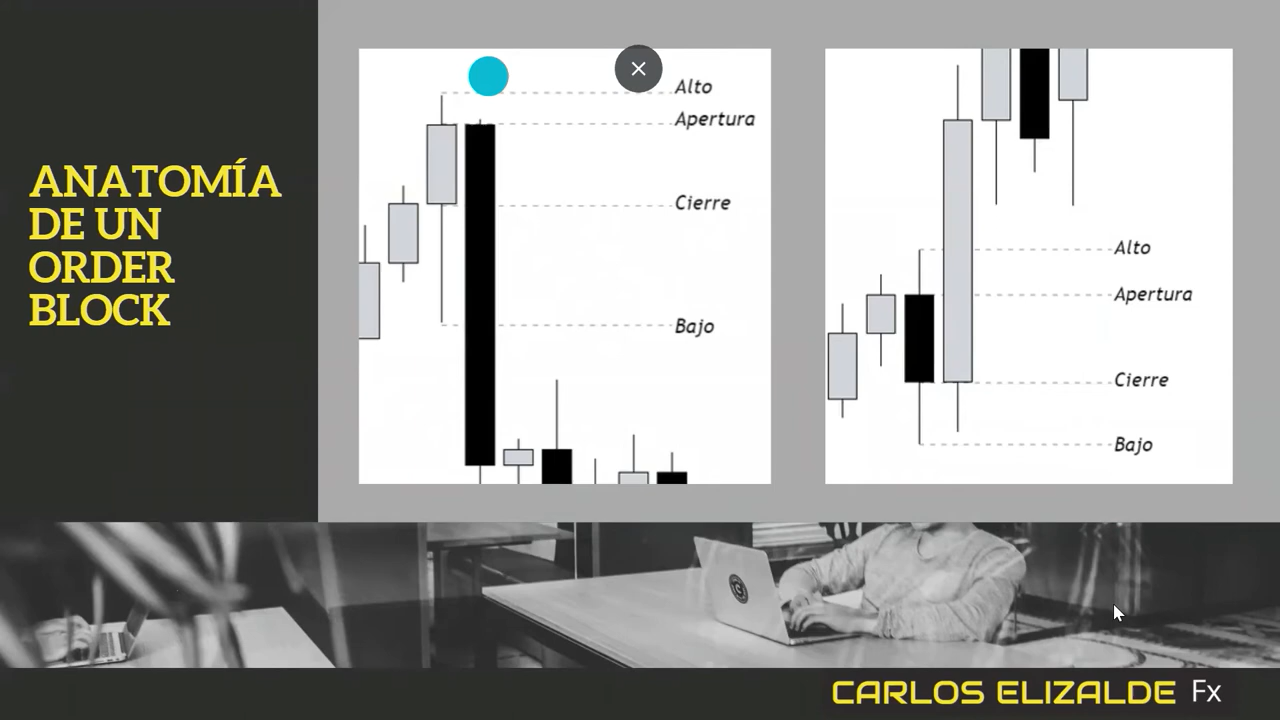 ANATOMÍA
DE UN
ORDER
BLOCK
Alto
Apertura
Cierre
Bajo
Alto
Apertura
Cierre
Bajo
CARLOS ELIZALDE Fx